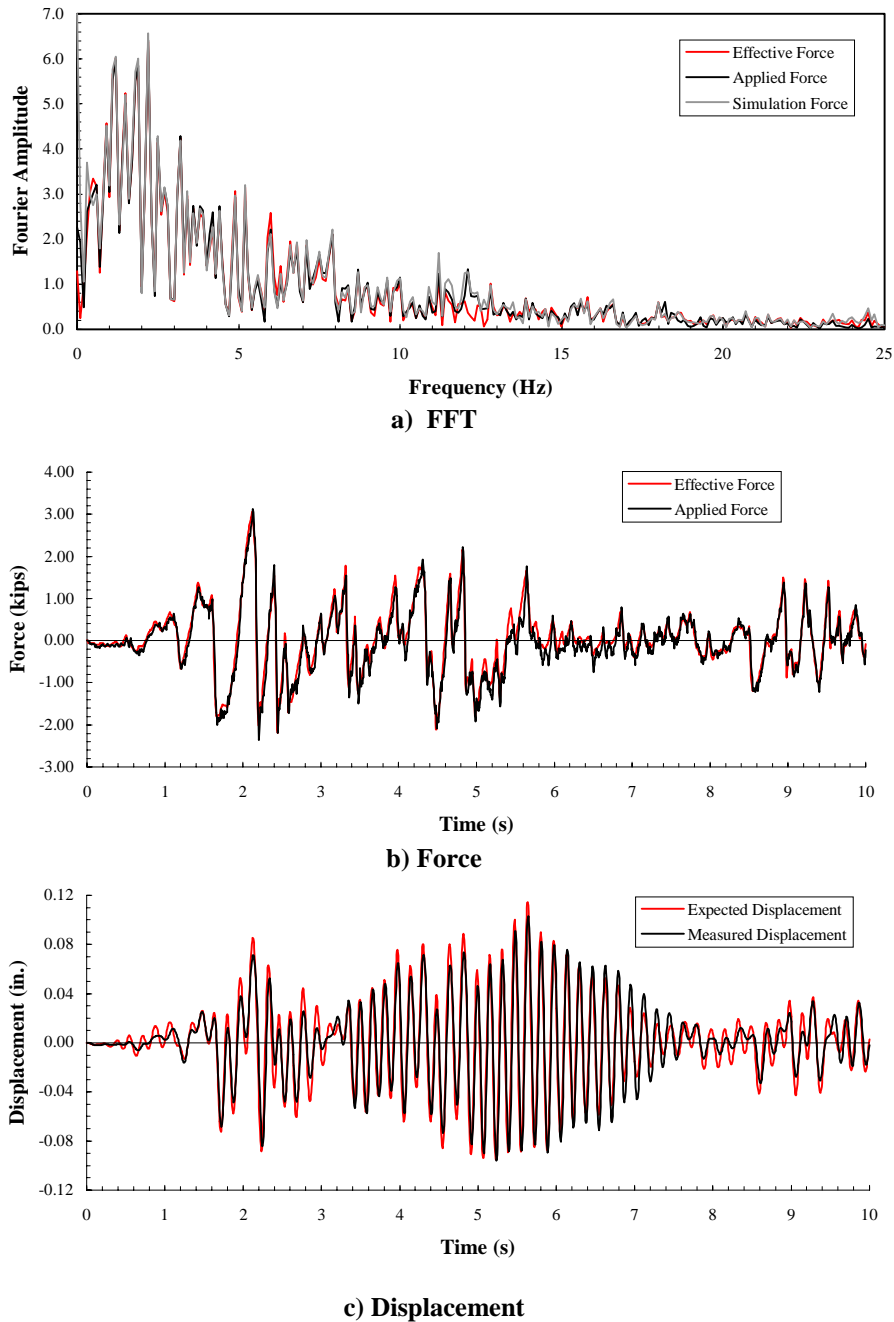 7.0
6.0
5.0
4.0
3.0
2.0
1.0
0.0
Fourier Amplitude
Effective Force
Applied Force
Simulation Force
0 5 10 15 20 25
Frequency (Hz)
a) FFT
4.00
3.00
2.00
1.00
0.00
-1.00
-2.00
-3.00
Force (kips)
Effective Force
Applied Force
0 1 2 3 4 5 6 7 8 9 10
Time (s)
b) Force
0.12
0.08
0.04
0.00
-0.04
-0.08
-0.12
Displacement (in.)
Expected Displacement
Measured Displacement
0 1 2 3 4 5 6 7 8 9 10
Time (s)
c) Displacement